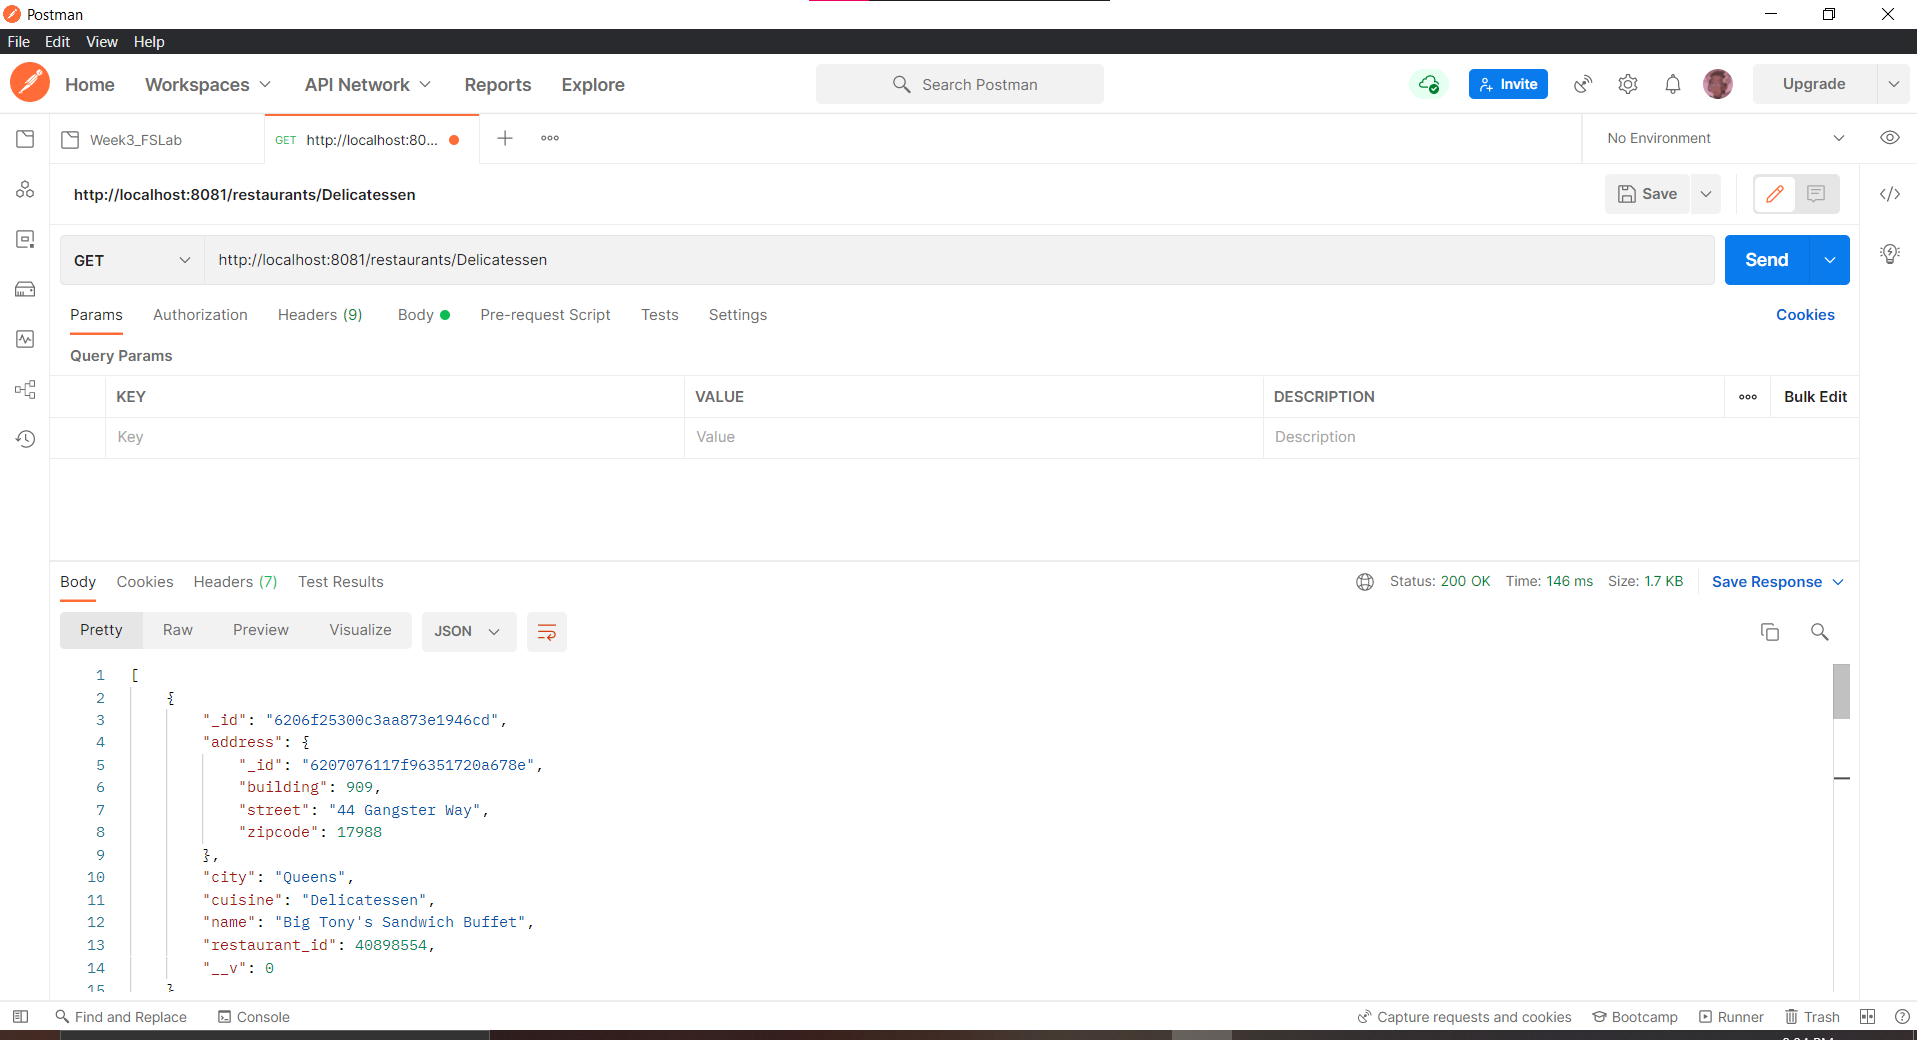 Postman
File Edit View Help
Home Workspaces API Network Reports Explore Search Postman Invite Upgrade
Week3_FSLab GET http://localhost:80... No Environment
http://localhost:8081/restaurants/Delicatessen Save
GET http://localhost:8081/restaurants/Delicatessen Send
Params Authorization Headers (9) Body Pre-request Script Tests Settings Cookies
Query Params
KEY VALUE DESCRIPTION Bulk Edit
Key Value Description
Body Cookies Headers (7) Test Results Status: 200 OK Time: 146 ms Size: 1.7 KB Save Response
Pretty Raw Preview Visualize JSON
1 [
2 {
3 "_id": "6206f25300c3aa873e1946cd",
4 "address": {
5 "_id": "6207076117f96351720a678e",
6 "building": 909,
7 "street": "44 Gangster Way",
8 "zipcode": 17988
9 },
10 "city": "Queens",
11 "cuisine": "Delicatessen",
12 "name": "Big Tony's Sandwich Buffet",
13 "restaurant_id": 40898554,
14 "__v": 0
15 }
Find and Replace Console Capture requests and cookies Bootcamp Runner Trash